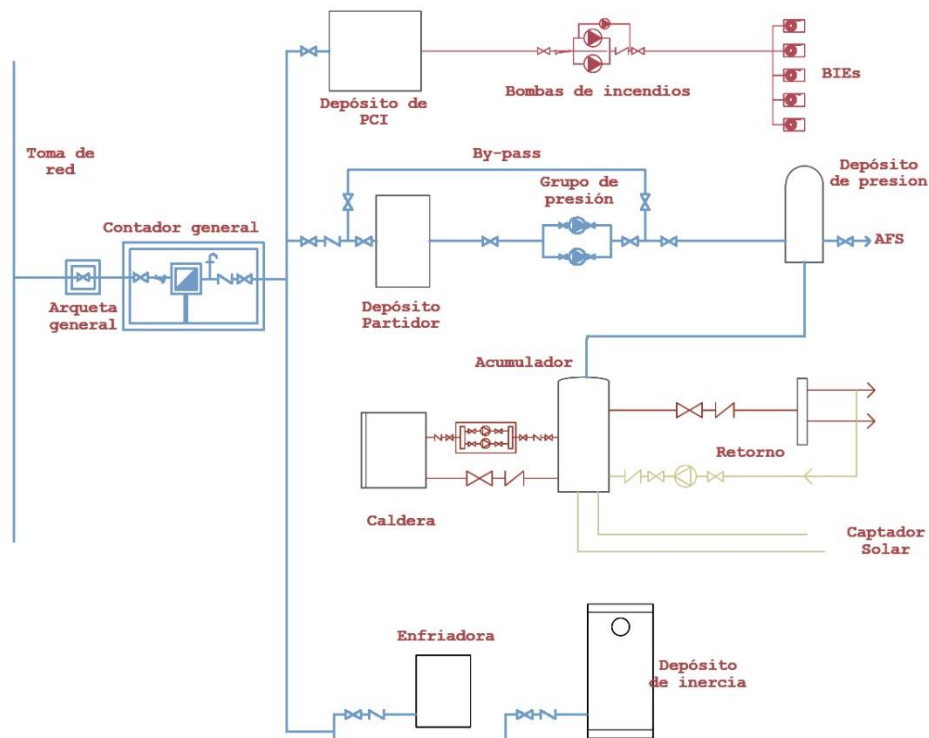 Depósito de
PCI
Bombas de incendios
BIEs
Toma de
red
By-pass
Grupo de
presión
Depósito
de presion
Contador general
AFS
Arqueta
general
Depósito
Partidor
Acumulador
Retorno
Caldera
Captador
Solar
Enfriadora
Depósito
de inercia